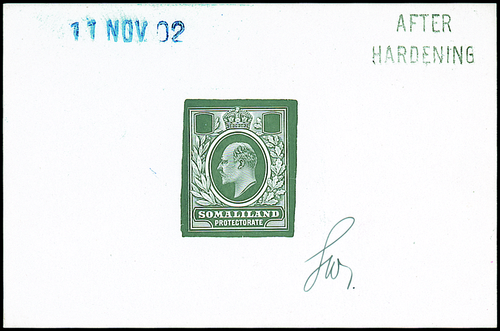 11 NOV 02
AFTER
HARDENING
SOMALILAND
PROTECTORATE